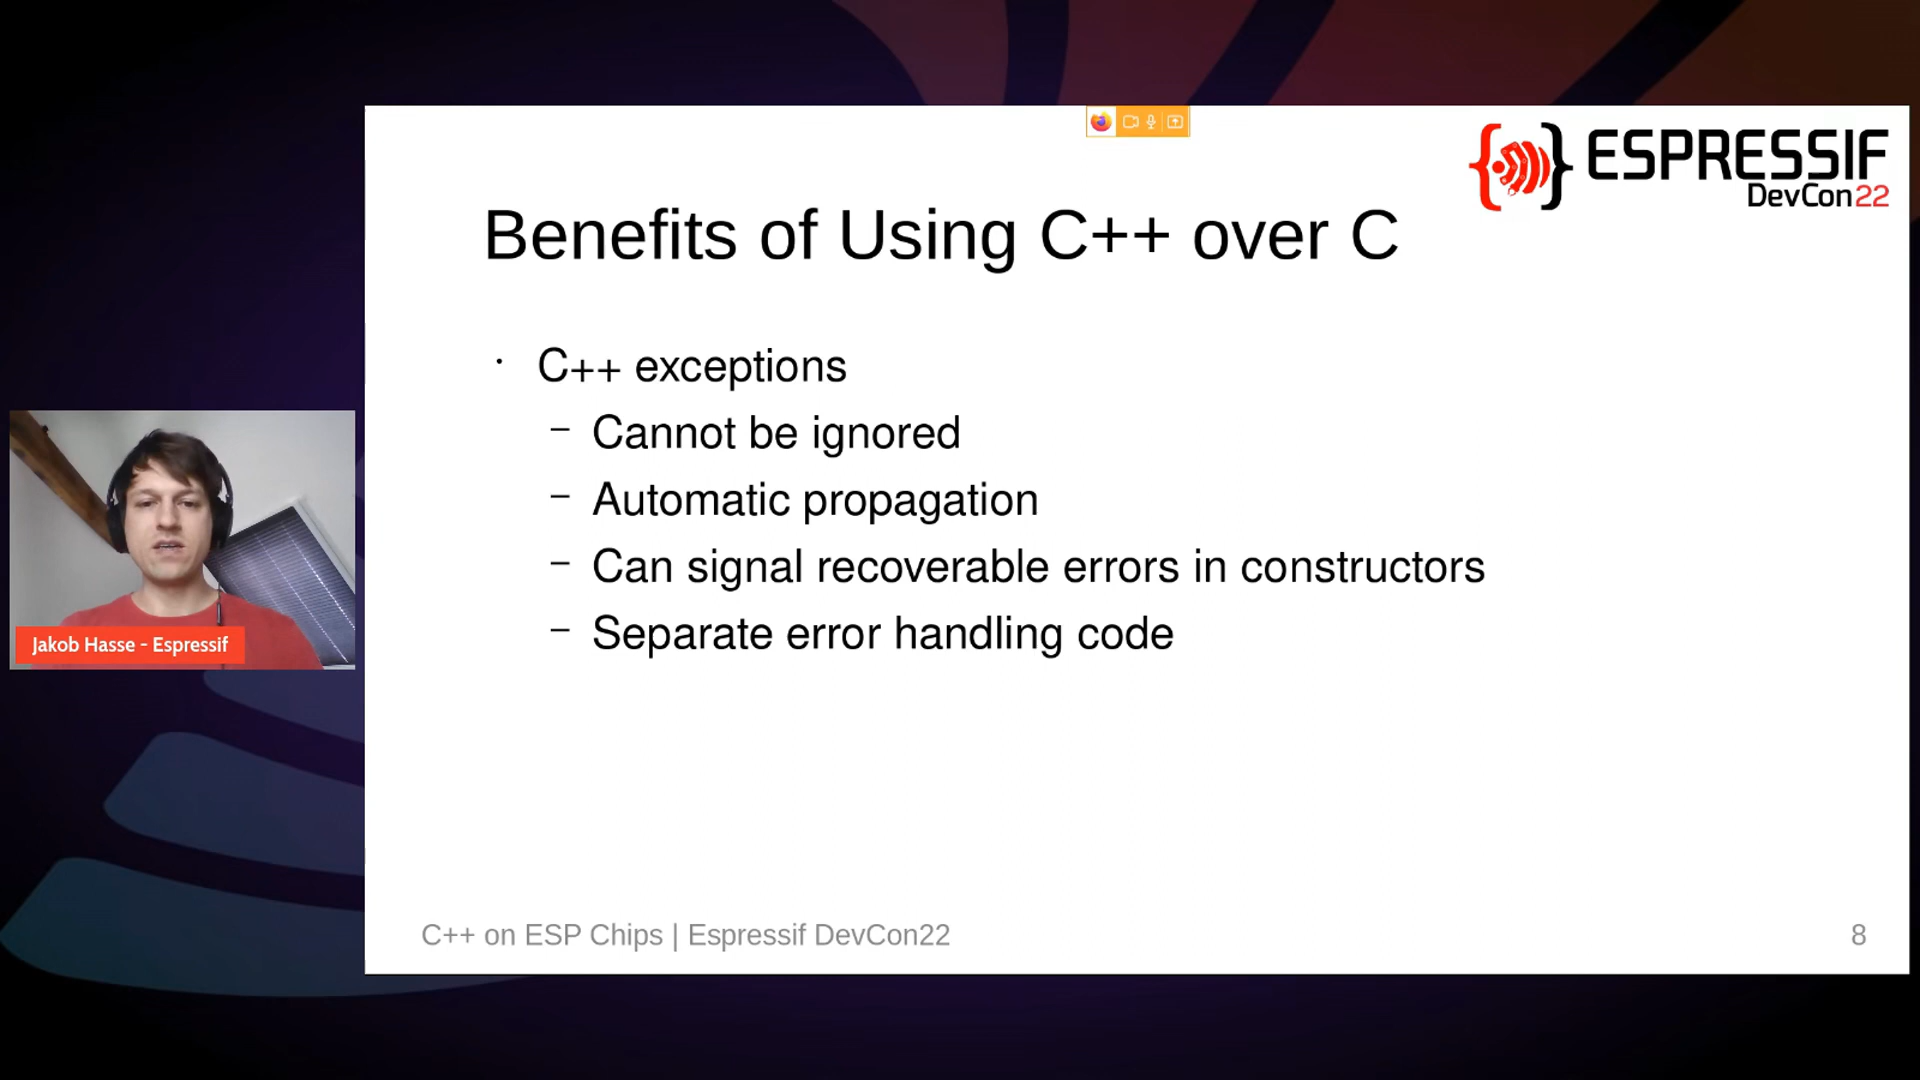 ESPRESSIF
DevCon22
Benefits of Using C++ over C
• C++ exceptions
– Cannot be ignored
– Automatic propagation
– Can signal recoverable errors in constructors
– Separate error handling code
Jakob Hasse - Espressif
C++ on ESP Chips | Espressif DevCon22
8